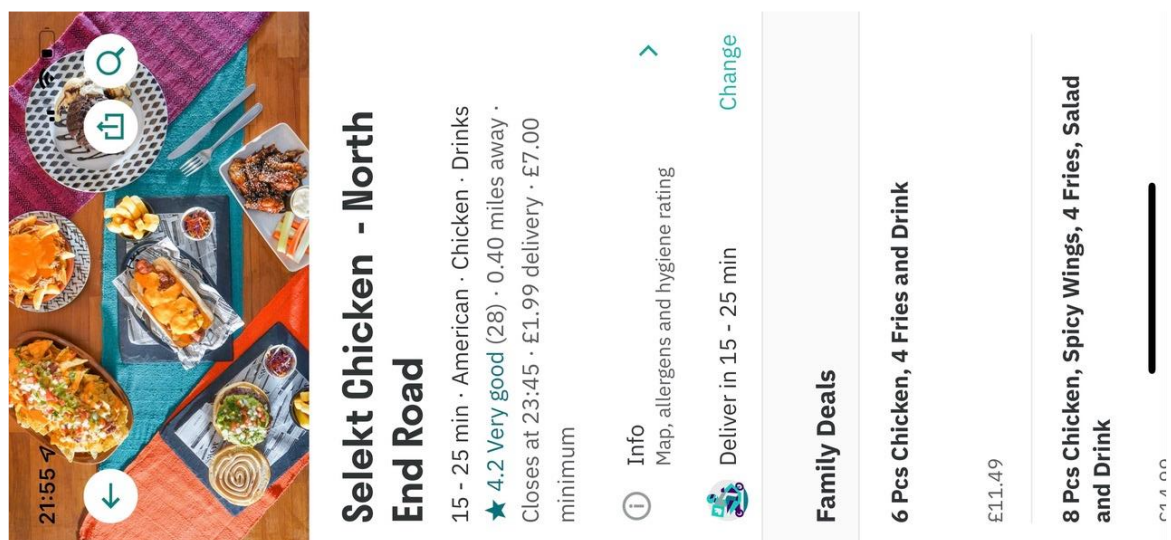 21:55
Selekt Chicken - North
End Road
15 - 25 min · American · Chicken · Drinks
★ 4.2 Very good (28) · 0.40 miles away ·
Closes at 23:45 · £1.99 delivery · £7.00
minimum
Info
Map, allergens and hygiene rating
Deliver in 15 - 25 min
Change
Family Deals
6 Pcs Chicken, 4 Fries and Drink
£11.49
8 Pcs Chicken, Spicy Wings, 4 Fries, Salad
and Drink